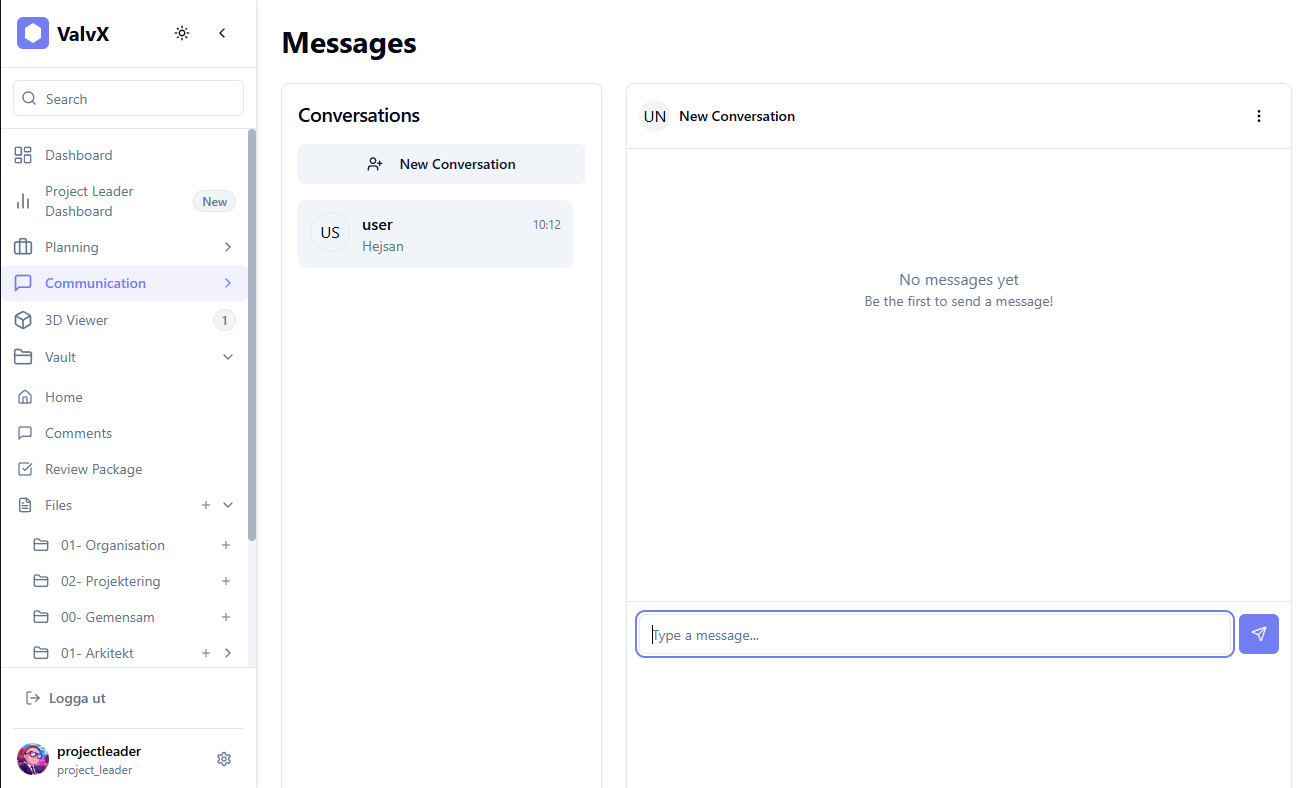 ValvX
Search
Dashboard
Project Leader
Dashboard
New
Planning
Communication
3D Viewer
1
Vault
Home
Comments
Review Package
Files
01- Organisation
02- Projektering
00- Gemensam
01- Arkitekt
Logga ut
projectleader
project_leader
Messages
Conversations
New Conversation
US
user
10:12
Hejsan
UN
New Conversation
No messages yet
Be the first to send a message!
Type a message...